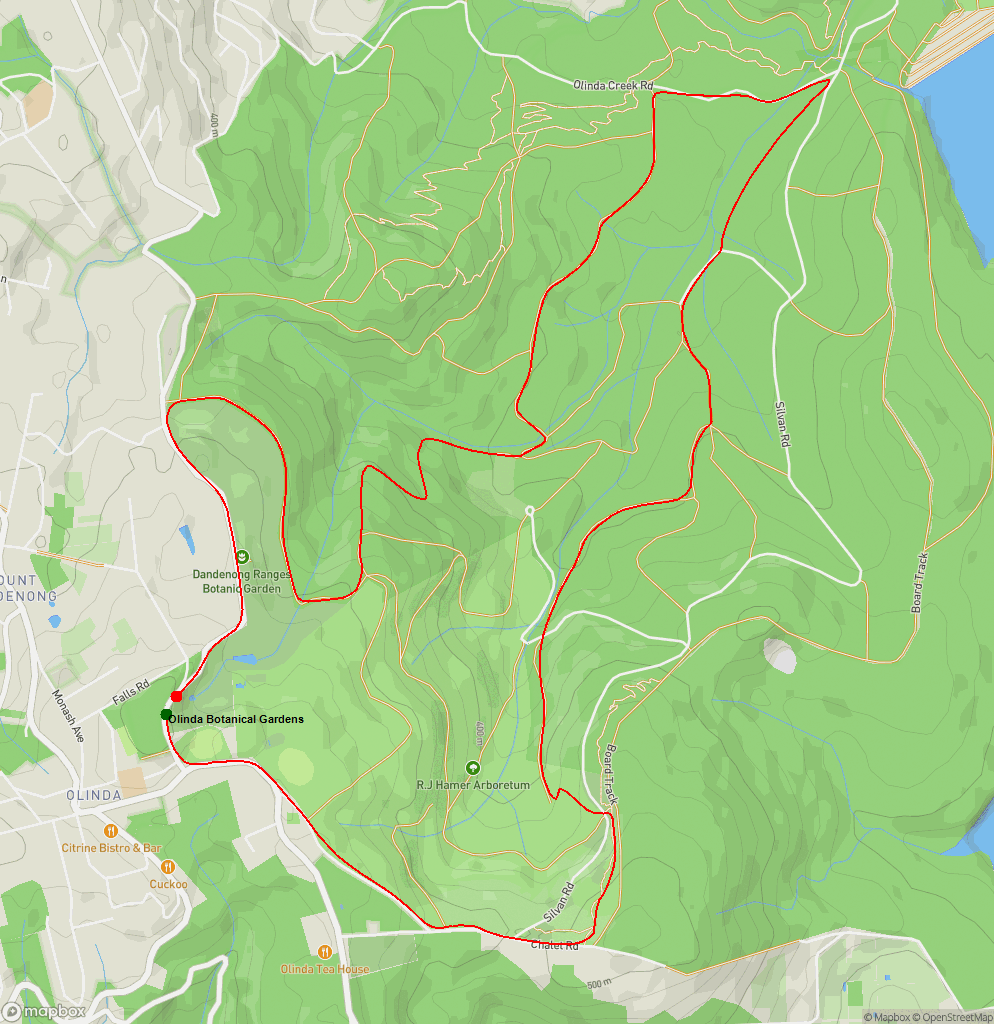 Olinda Creek Rd
400 m
n
Silvan Rd
Dandenong Ranges
Botanic Garden
OUNT
DENONG
Board Track
Falls Rd
Monash Ave
Olinda Botanical Gardens
400 m
Board Track
R.J Hamer Arboretum
OLINDA
Citrine Bistro & Bar
Cuckoo
Silvan Rd
Chalet Rd
Olinda Tea House
500 m
mapbox
© Mapbox © OpenStreetMap